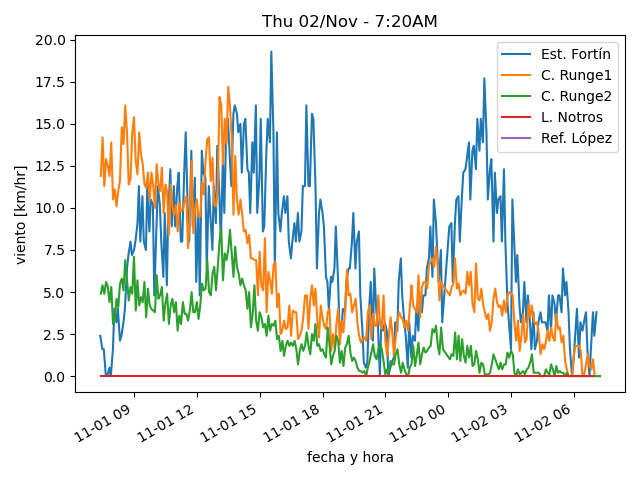 Thu 02/Nov - 7:20AM
20.0
17.5
15.0
12.5
10.0
7.5
5.0
2.5
0.0
viento [km/hr]
Est. Fortín
C. Runge1
C. Runge2
L. Notros
Ref. López
11-01 09
11-01 12
11-01 15
11-01 18
11-01 21
11-02 00
11-02 03
11-02 06
fecha y hora